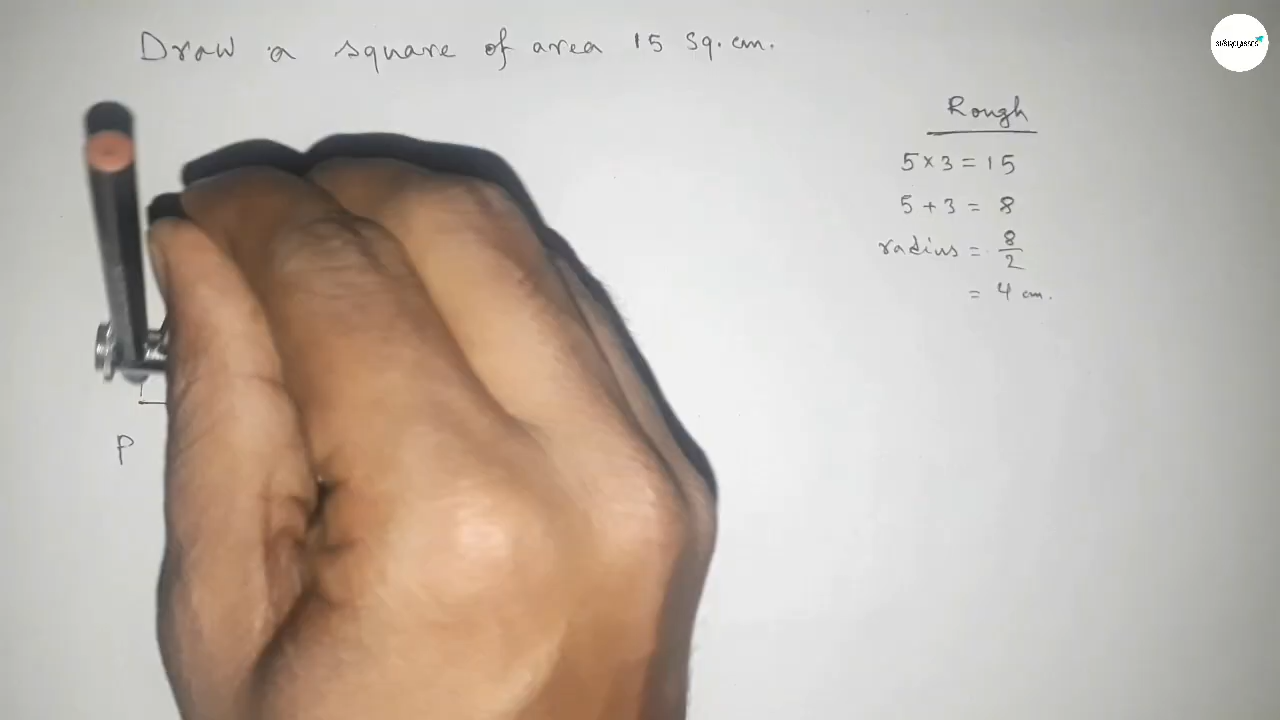 Draw a square of area 15 sq. cm.
Rough
5 × 3 = 15
5 + 3 = 8
radius = 8/2
= 4 cm.
P